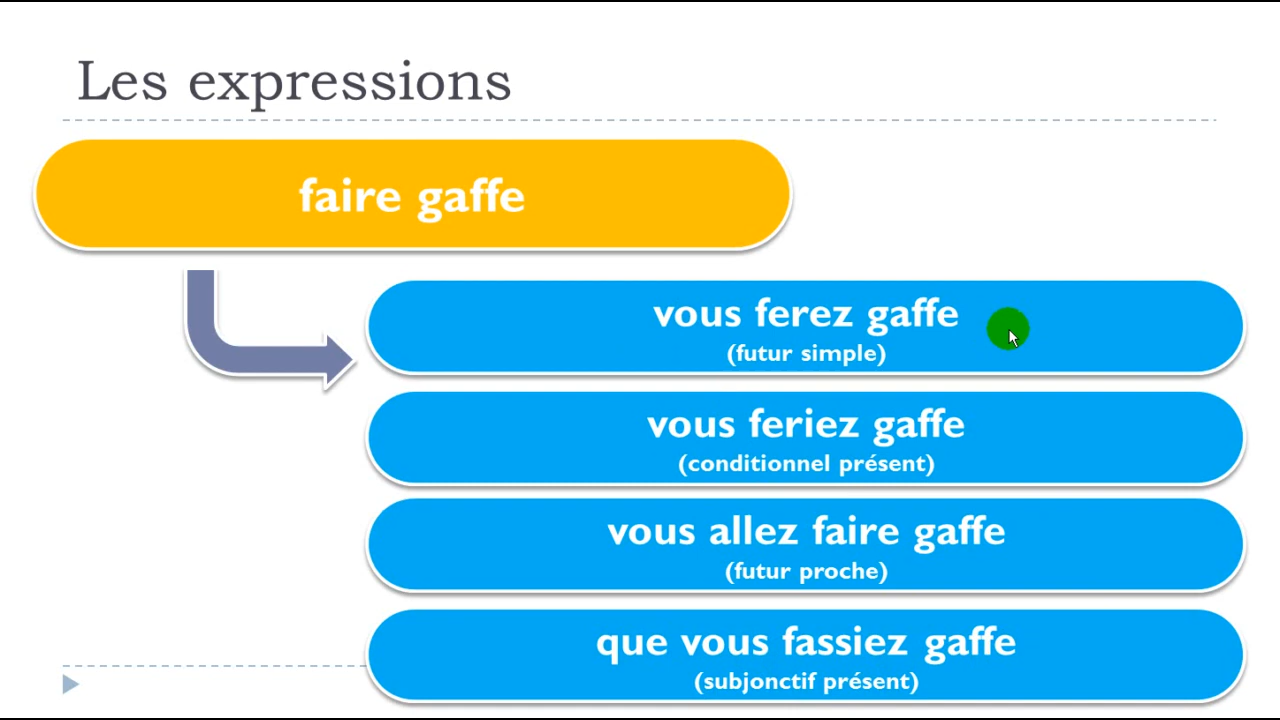 Les expressions
faire gaffe
vous ferez gaffe
(futur simple)
vous feriez gaffe
(conditionnel présent)
vous allez faire gaffe
(futur proche)
que vous fassiez gaffe
(subjonctif présent)